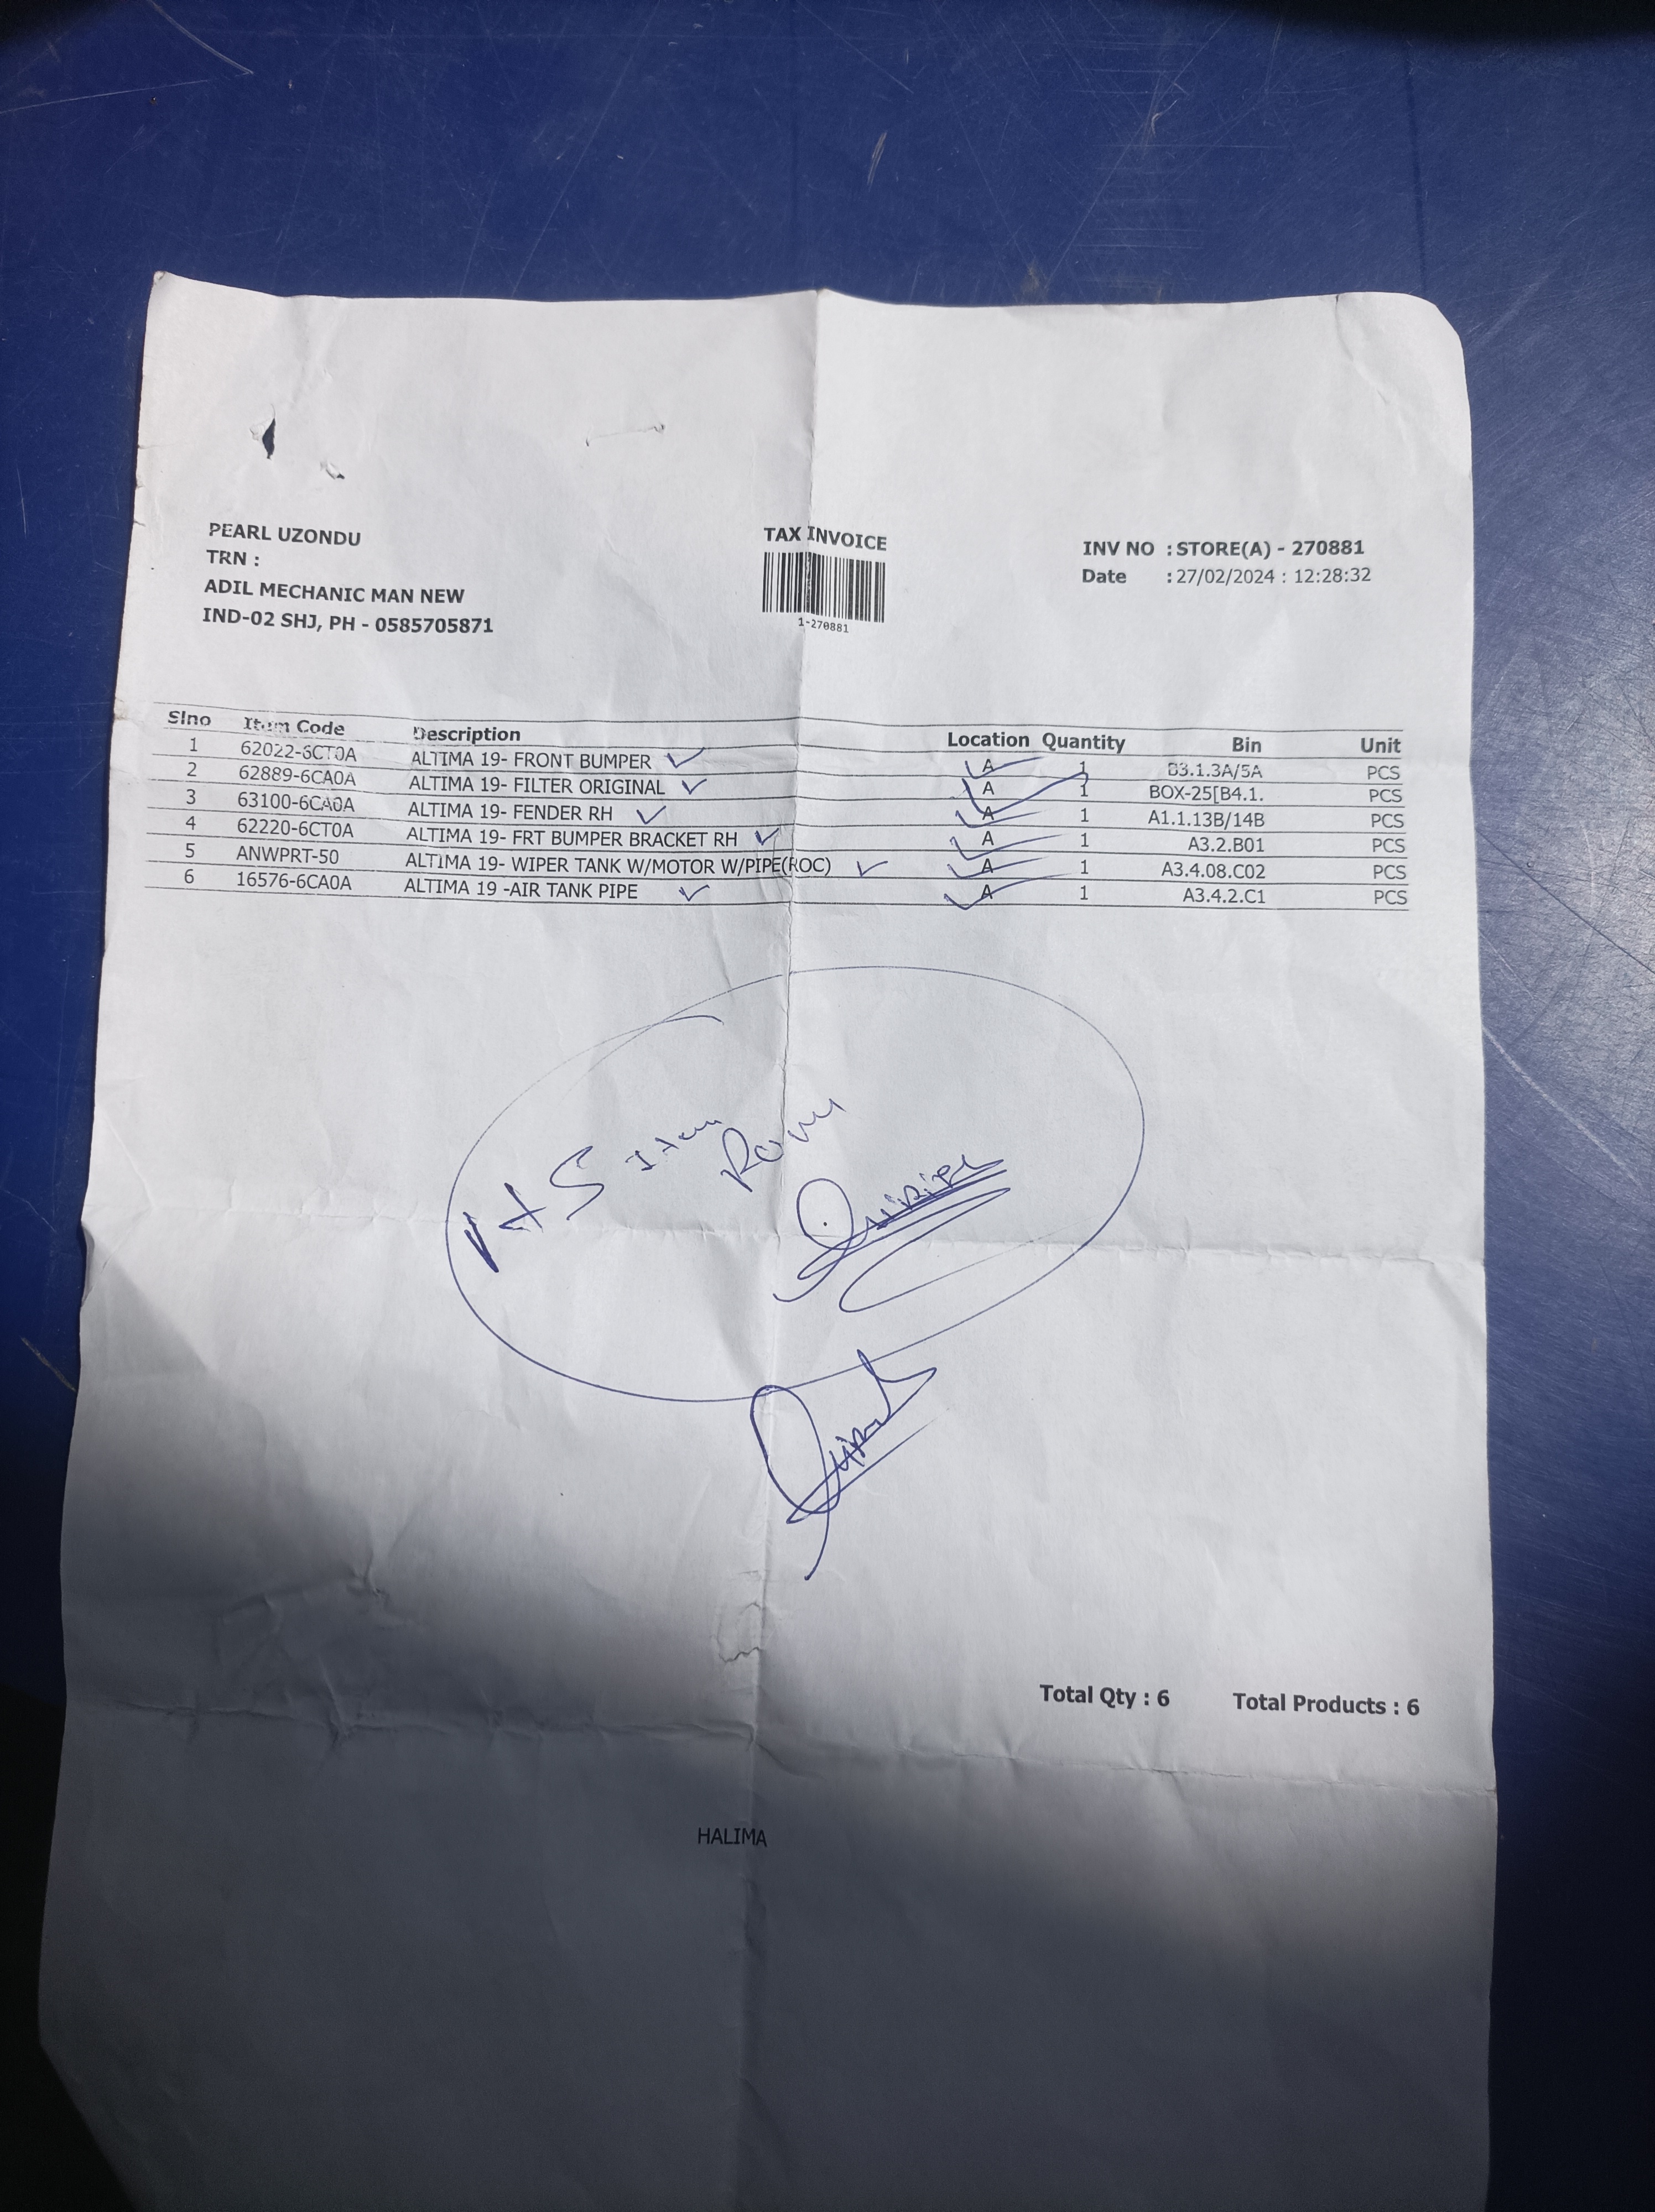 PEARL UZONDU
TRN :
ADIL MECHANIC MAN NEW
IND-02 SHJ, PH - 0585705871
TAX INVOICE
1-270881
INV NO : STORE(A) - 270881
Date : 27/02/2024 : 12:28:32
Slno Item Code Description Location Quantity Bin Unit
1 62022-6CT0A ALTIMA 19- FRONT BUMPER A 1 B3.1.3A/5A PCS
2 62889-6CA0A ALTIMA 19- FILTER ORIGINAL A 1 BOX-25[B4.1. PCS
3 63100-6CA0A ALTIMA 19- FENDER RH A 1 A1.1.13B/14B PCS
4 62220-6CT0A ALTIMA 19- FRT BUMPER BRACKET RH A 1 A3.2.B01 PCS
5 ANWPRT-50 ALTIMA 19- WIPER TANK W/MOTOR W/PIPE(ROC) A 1 A3.4.08.C02 PCS
6 16576-6CA0A ALTIMA 19 -AIR TANK PIPE A 1 A3.4.2.C1 PCS
Total Qty : 6 Total Products : 6
HALIMA